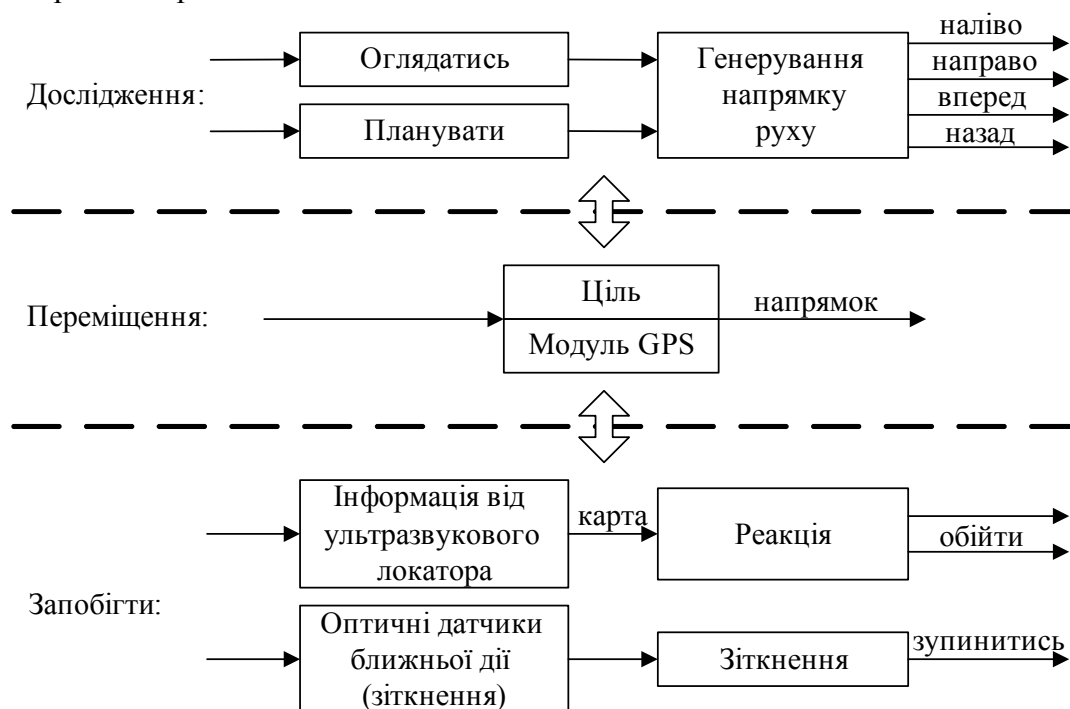 Дослідження:
Оглядатись
Планувати
Генерування
напрямку
руху
наліво
направо
вперед
назад
Переміщення:
Ціль
Модуль GPS
напрямок
Запобігти:
Інформація від
ультразвукового
локатора
карта
Реакція
обійти
Оптичні датчики
ближньої дії
(зіткнення)
Зіткнення
зупинитись